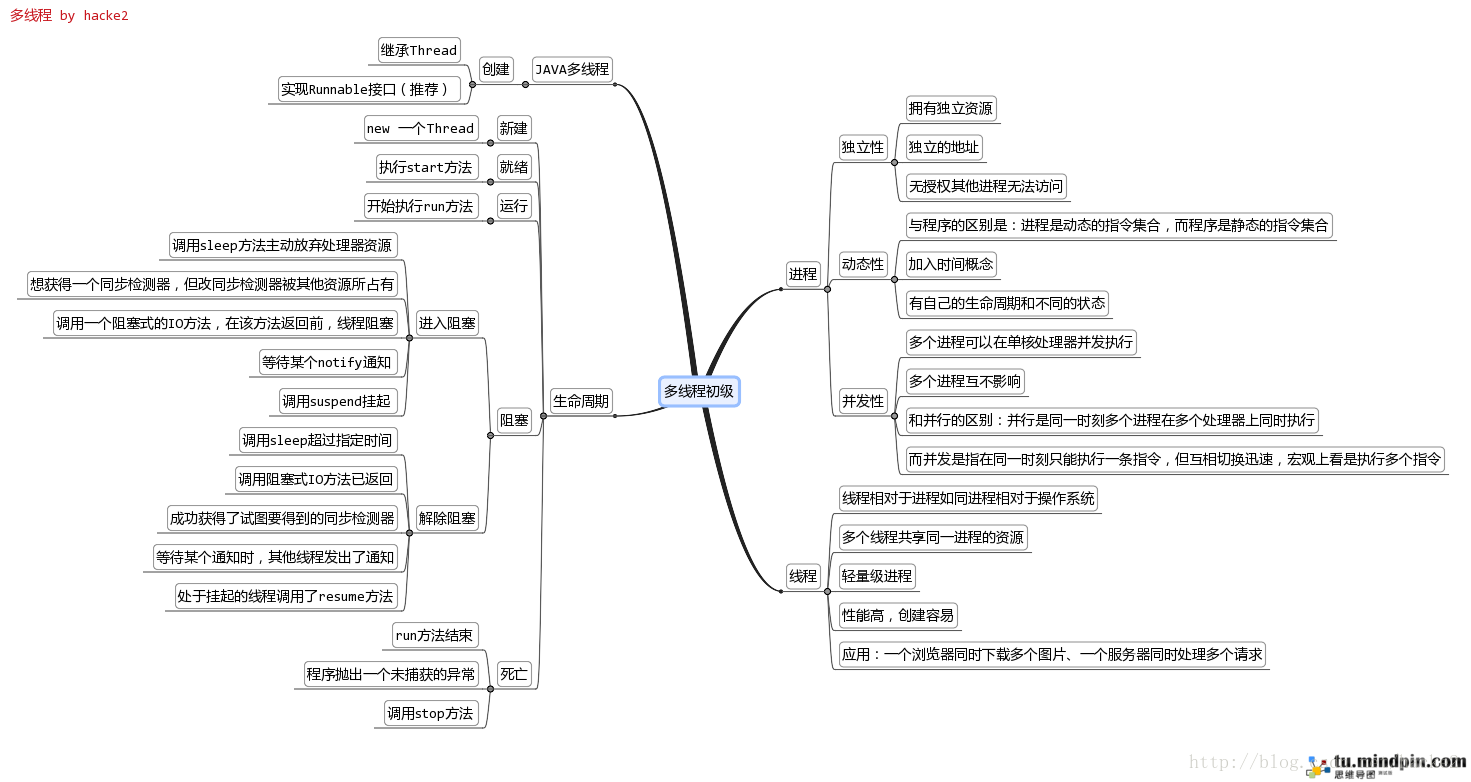 多线程 by hacke2
继承Thread
实现Runnable接口（推荐）
创建
JAVA多线程
new 一个Thread
新建
执行start方法
就绪
开始执行run方法
运行
调用sleep方法主动放弃处理器资源
想获得一个同步检测器，但改同步检测器被其他资源所占有
调用一个阻塞式的IO方法，在该方法返回前，线程阻塞
等待某个notify通知
调用suspend挂起
进入阻塞
调用sleep超过指定时间
调用阻塞式IO方法已返回
成功获得了试图要得到的同步检测器
等待某个通知时，其他线程发出了通知
处于挂起的线程调用了resume方法
解除阻塞
阻塞
run方法结束
程序抛出一个未捕获的异常
调用stop方法
死亡
生命周期
多线程初级
进程
独立性
拥有独立资源
独立的地址
无授权其他进程无法访问
动态性
与程序的区别是：进程是动态的指令集合，而程序是静态的指令集合
加入时间概念
有自己的生命周期和不同的状态
并发性
多个进程可以在单核处理器并发执行
多个进程互不影响
和并行的区别：并行是同一时刻多个进程在多个处理器上同时执行
而并发是指在同一时刻只能执行一条指令，但互相切换迅速，宏观上看是执行多个指令
线程
线程相对于进程如同进程相对于操作系统
多个线程共享同一进程的资源
轻量级进程
性能高，创建容易
应用：一个浏览器同时下载多个图片、一个服务器同时处理多个请求
http://blog.
tu.mindpin.com
思维导图